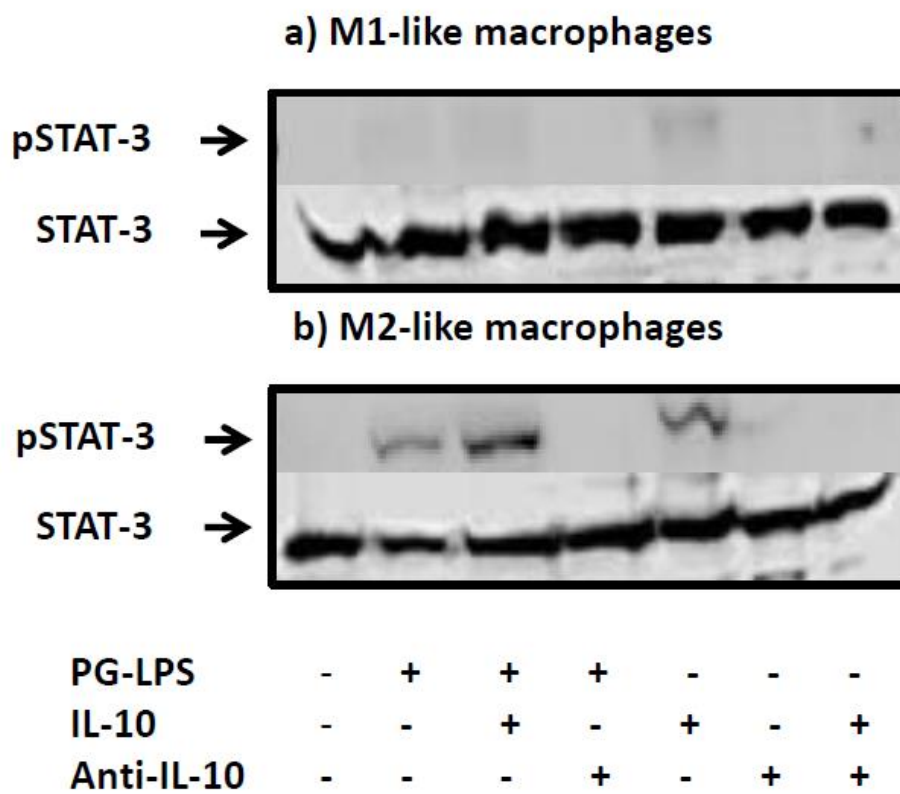 a) M1-like macrophages
pSTAT-3
STAT-3
b) M2-like macrophages
pSTAT-3
STAT-3
PG-LPS - + + + - - -
IL-10 - - + - + - +
Anti-IL-10 - - - + - + +